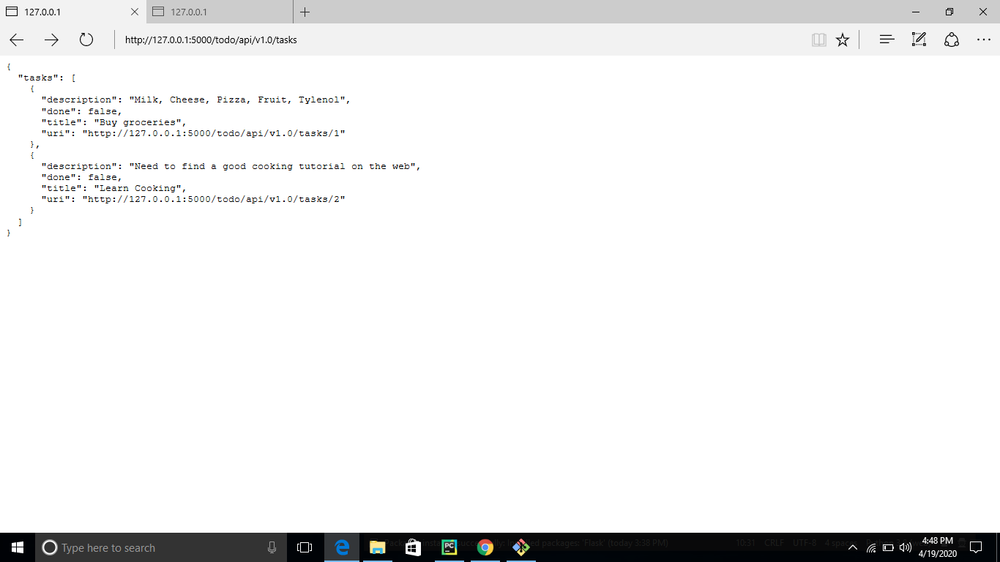 127.0.0.1
127.0.0.1
http://127.0.0.1:5000/todo/api/v1.0/tasks
{
  "tasks": [
    {
      "description": "Milk, Cheese, Pizza, Fruit, Tylenol",
      "done": false,
      "title": "Buy groceries",
      "uri": "http://127.0.0.1:5000/todo/api/v1.0/tasks/1"
    },
    {
      "description": "Need to find a good cooking tutorial on the web",
      "done": false,
      "title": "Learn Cooking",
      "uri": "http://127.0.0.1:5000/todo/api/v1.0/tasks/2"
    }
  ]
}
Type here to search
PC
packages: 'Flask' (today 3:38 PM)
10:31 CRLF UTF-8 4 spaces
4:48 PM
4/19/2020